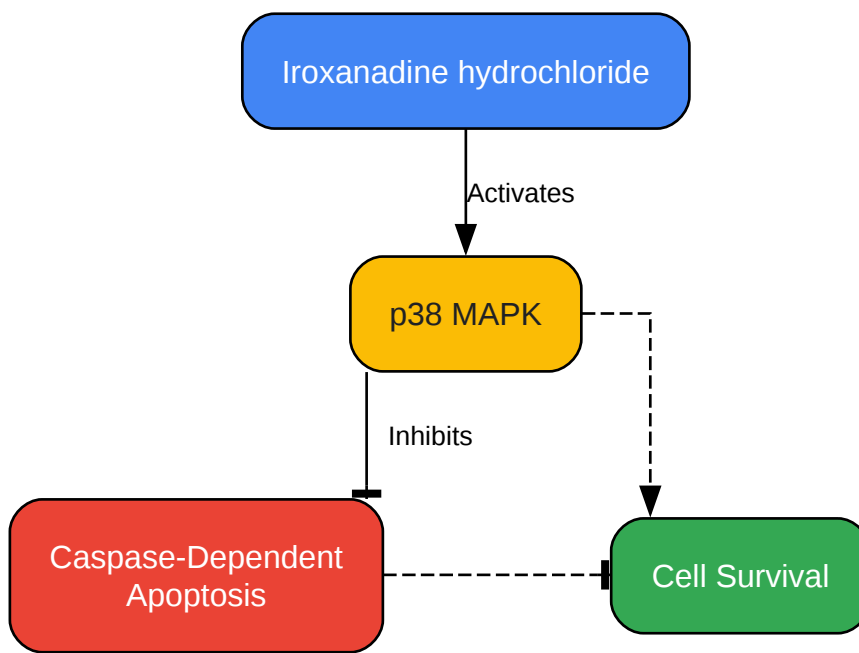 Iroxanadine hydrochloride
Activates
p38 MAPK
Inhibits
Caspase-Dependent
Apoptosis
Cell Survival